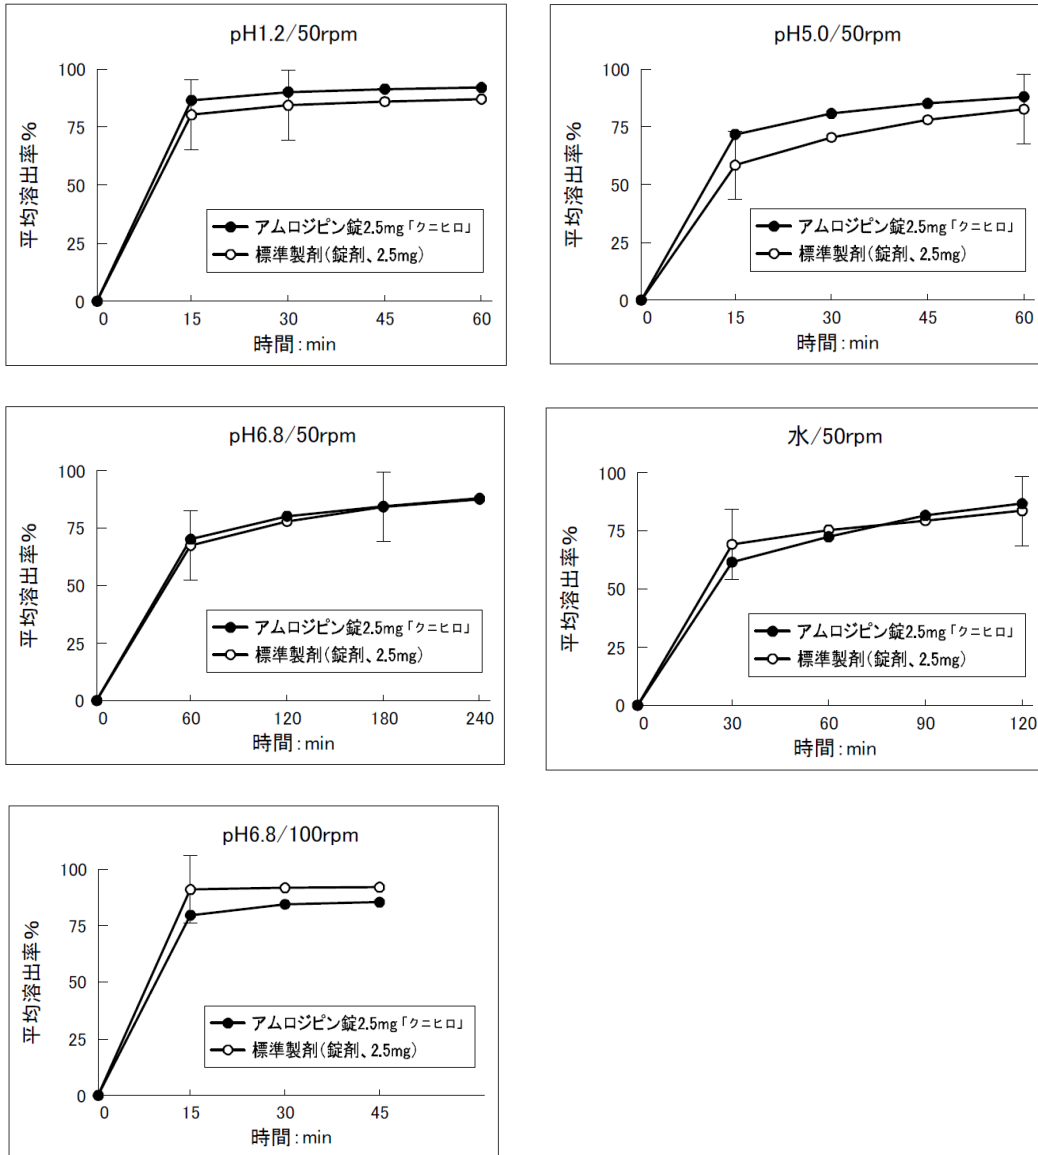 pH1.2/50rpm
平均溶出率%
100
75
50
25
0
アムロジピン錠2.5mg「クニヒロ」
標準製剤(錠剤、2.5mg)
0 15 30 45 60
時間:min
pH5.0/50rpm
平均溶出率%
100
75
50
25
0
アムロジピン錠2.5mg「クニヒロ」
標準製剤(錠剤、2.5mg)
0 15 30 45 60
時間:min
pH6.8/50rpm
平均溶出率%
100
75
50
25
0
アムロジピン錠2.5mg「クニヒロ」
標準製剤(錠剤、2.5mg)
0 60 120 180 240
時間:min
水/50rpm
平均溶出率%
100
75
50
25
0
アムロジピン錠2.5mg「クニヒロ」
標準製剤(錠剤、2.5mg)
0 30 60 90 120
時間:min
pH6.8/100rpm
平均溶出率%
100
75
50
25
0
アムロジピン錠2.5mg「クニヒロ」
標準製剤(錠剤、2.5mg)
0 15 30 45
時間:min